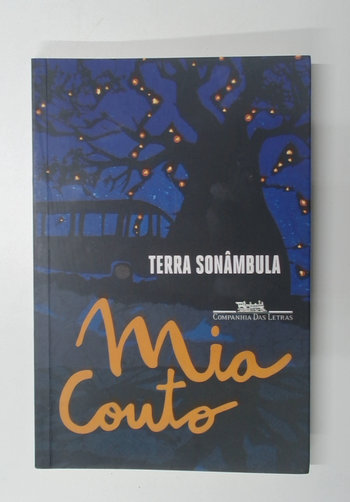 TERRA SONÂMBULA
COMPANHIA DAS LETRAS
Mia
Couto